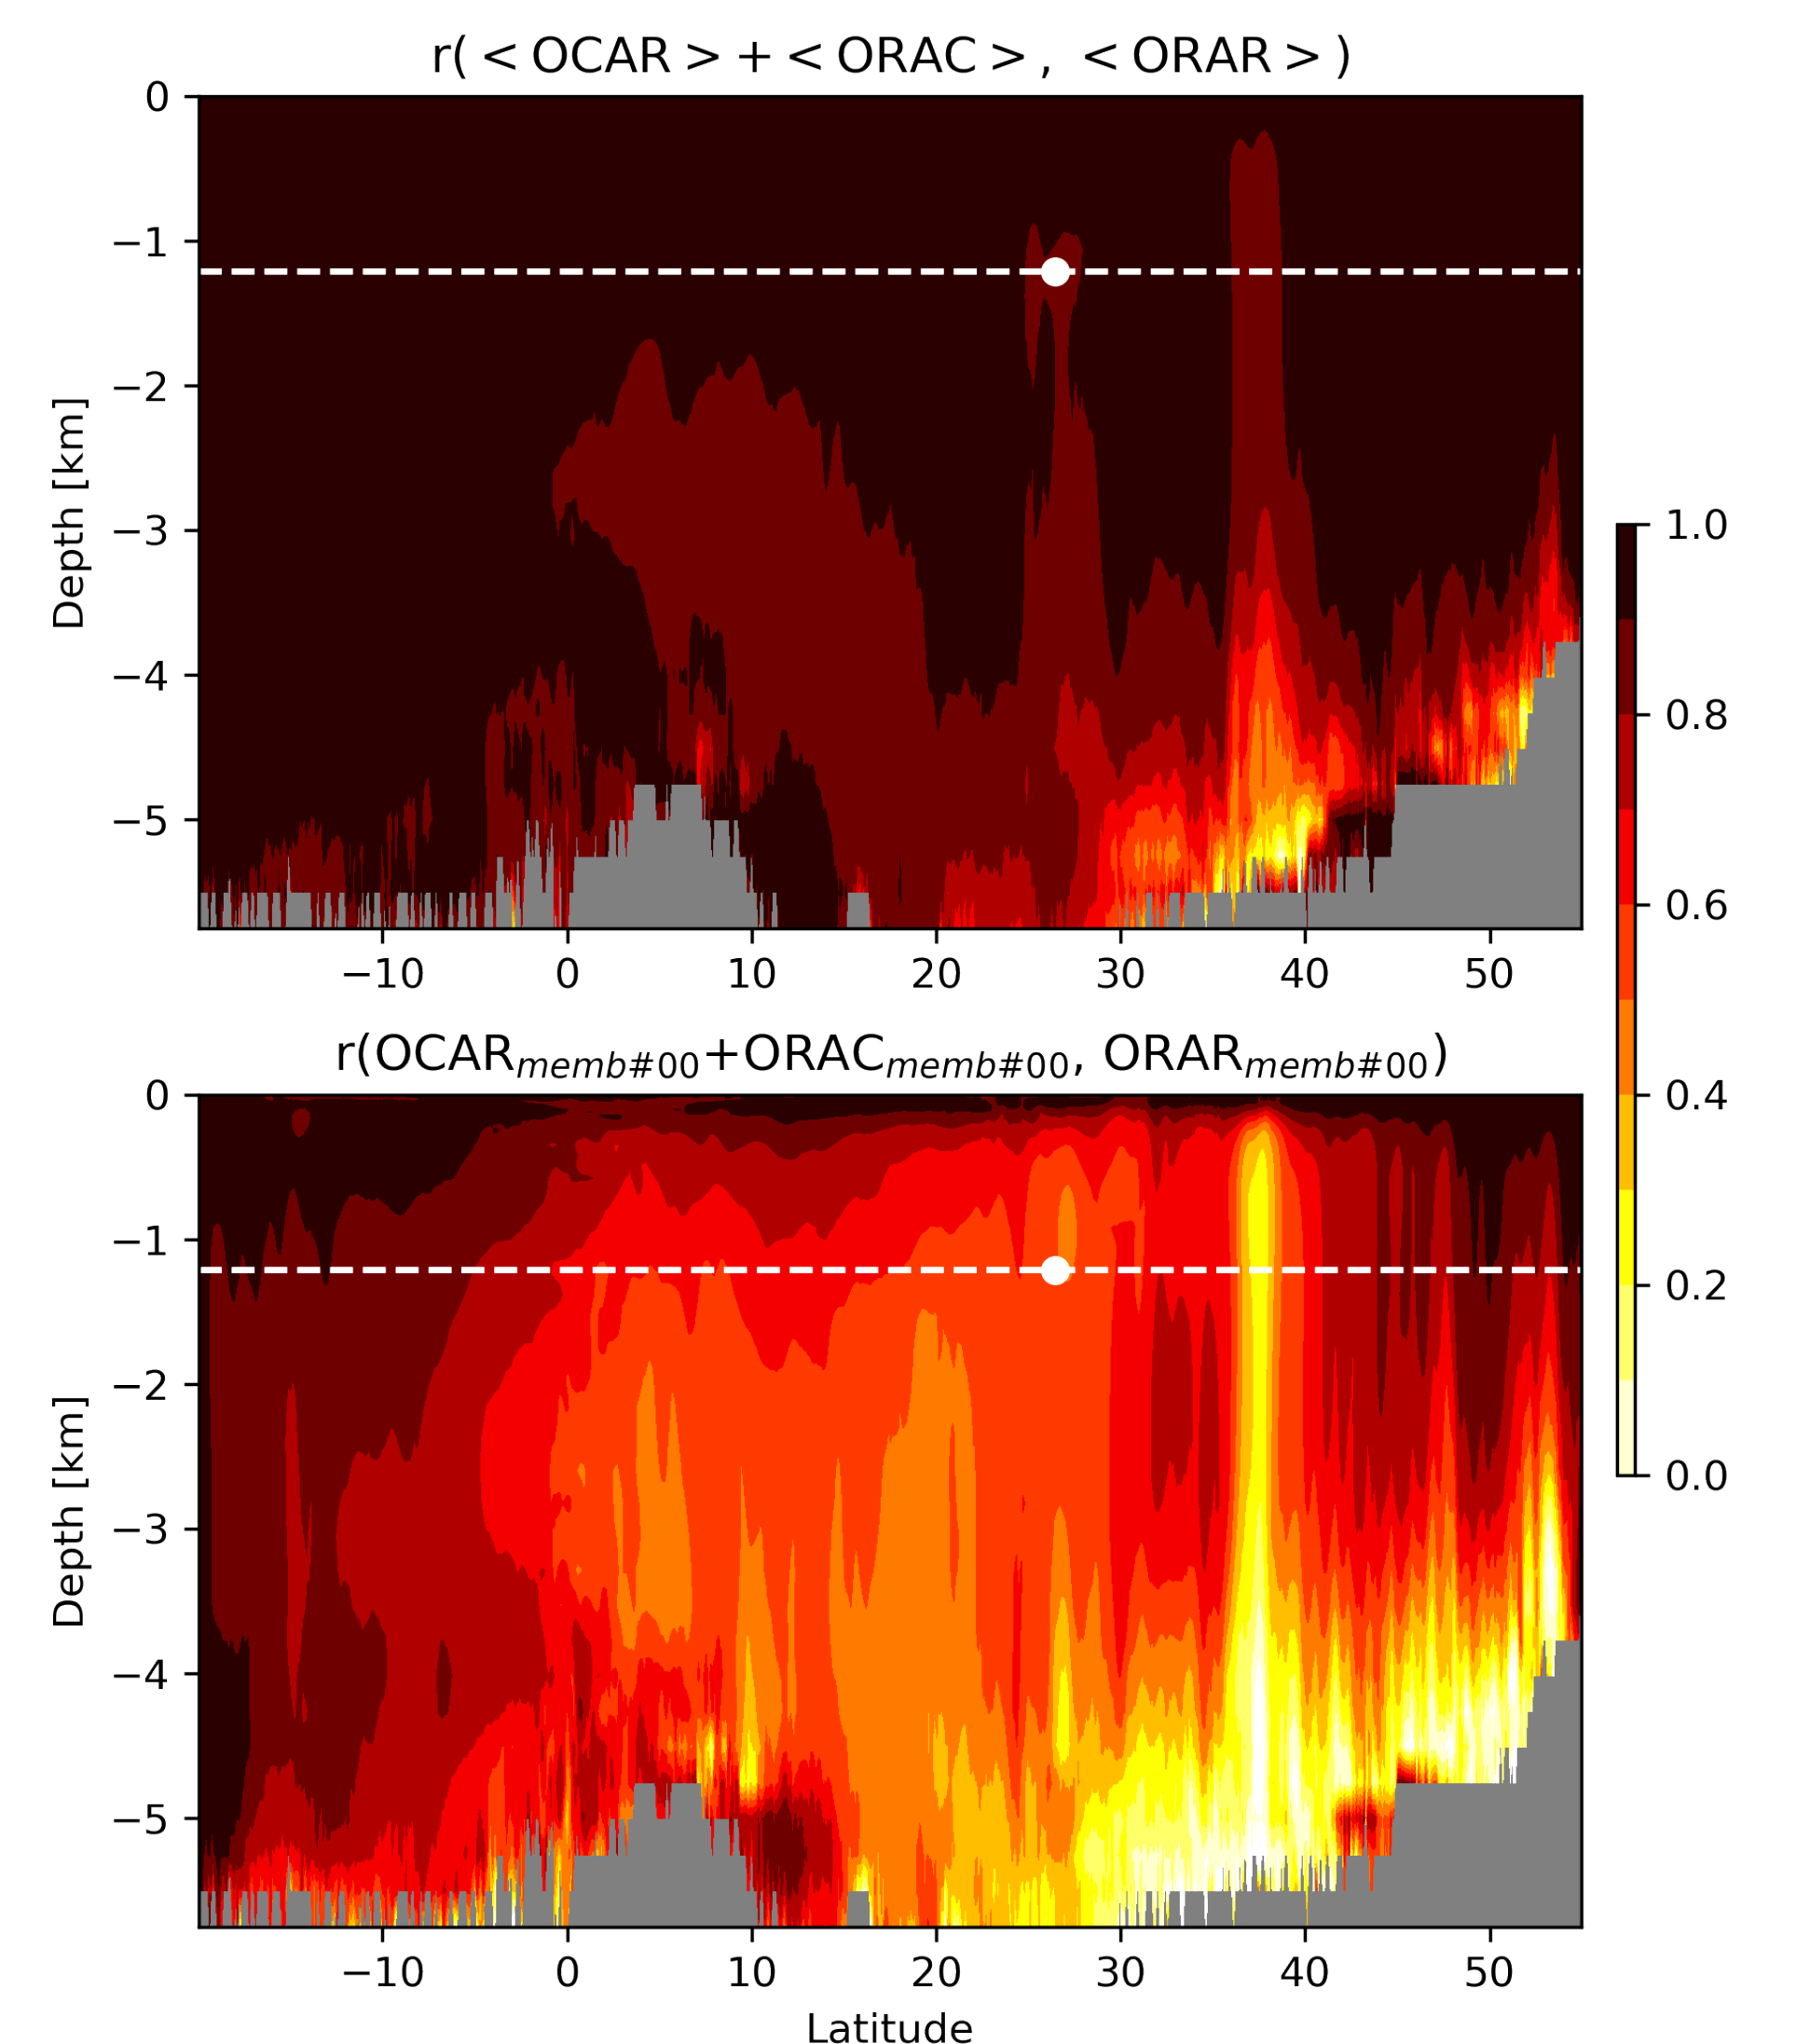 r(<OCAR>+<ORAC>, <ORAR>)
0
−1
−2
−3
−4
−5
Depth [km]
−10 0 10 20 30 40 50
1.0
0.8
0.6
0.4
0.2
0.0
r(OCARmemb#00+ORACmemb#00, ORARmemb#00)
0
−1
−2
−3
−4
−5
Depth [km]
−10 0 10 20 30 40 50
Latitude